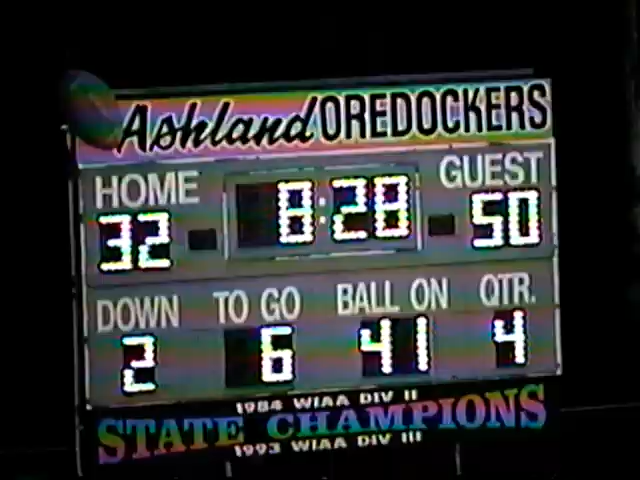 Ashland OREDOCKERS
HOME 8:28 GUEST
32 50
DOWN TO GO BALL ON QTR.
2 6 41 4
1984 WIAA DIV II
STATE CHAMPIONS
1993 WIAA DIV III